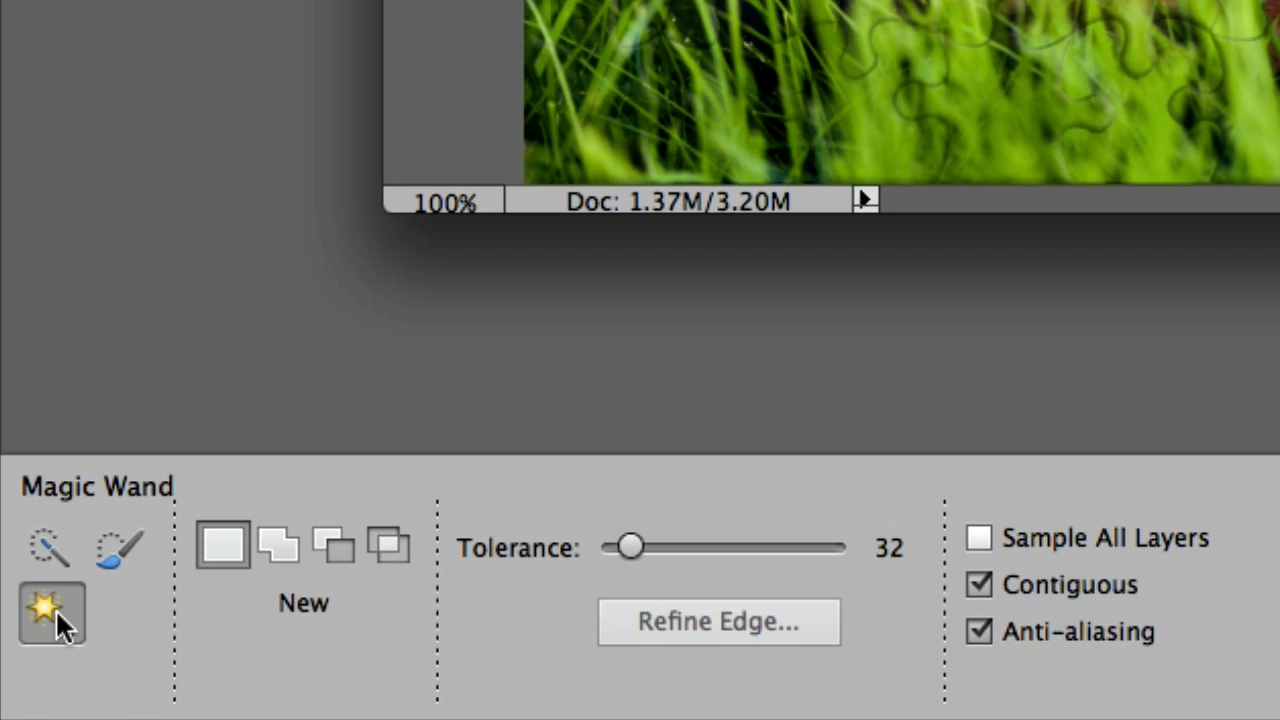 100%
Doc: 1.37M/3.20M
Magic Wand
New
Tolerance:
32
Refine Edge...
Sample All Layers
Contiguous
Anti-aliasing